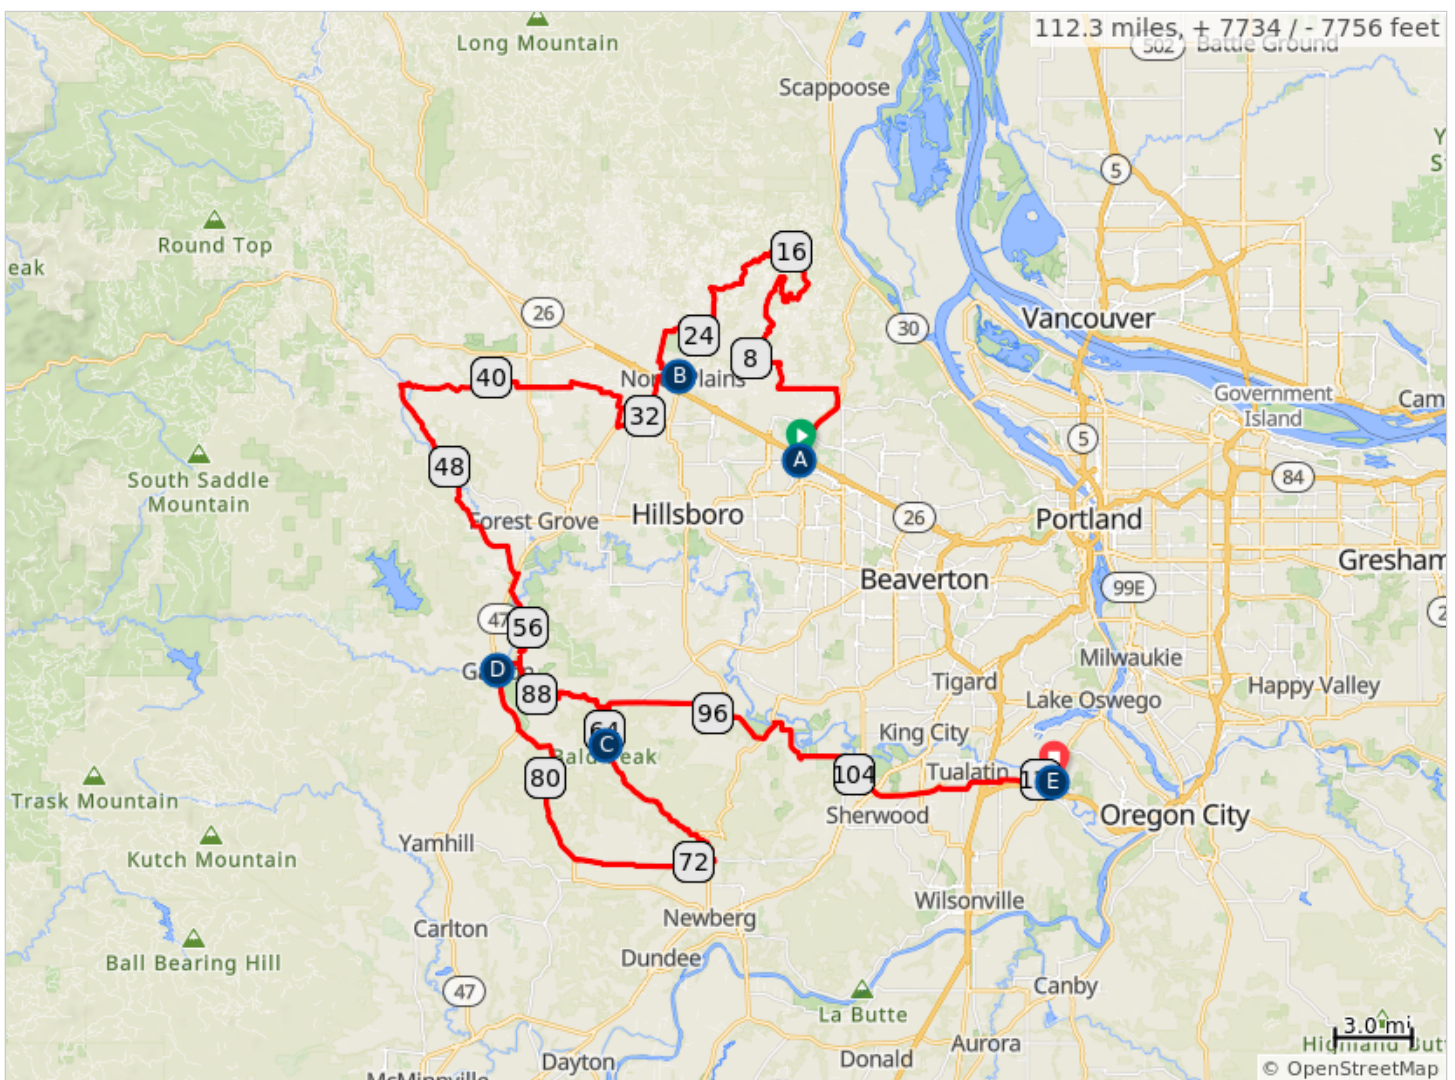 112.3 miles, + 7734 / - 7756 feet
Long Mountain
502
Battle Ground
Scappoose
5
Round Top
eak
16
26
24
30
Vancouver
8
40
B
32
Government
Island
Cam
A
5
48
South Saddle
Mountain
84
Forest Grove
Hillsboro
26
Portland
Beaverton
Gresham
99E
47
56
D
Milwaukie
88
Tigard
Lake Oswego
Happy Valley
96
C
King City
80
104
Tualatin
E
Trask Mountain
Sherwood
Oregon City
Yamhill
Kutch Mountain
72
Newberg
Wilsonville
Carlton
Dundee
Ball Bearing Hill
47
Canby
La Butte
3.0 mi
Dayton
Donald
Aurora
McMinnville
© OpenStreetMap